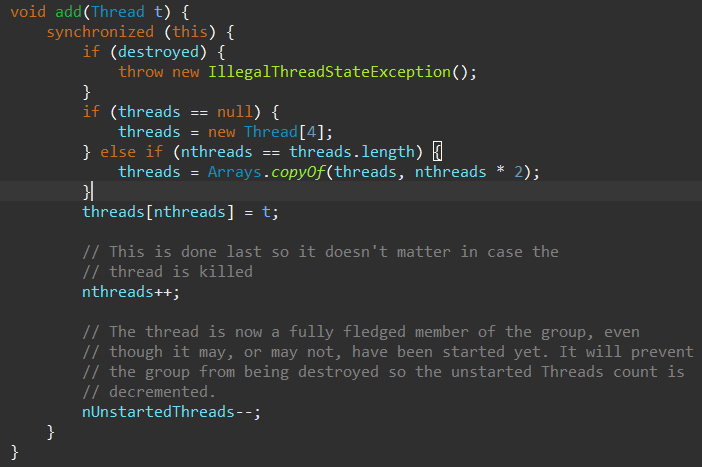 void add(Thread t) {
    synchronized (this) {
        if (destroyed) {
            throw new IllegalThreadStateException();
        }
        if (threads == null) {
            threads = new Thread[4];
        } else if (nthreads == threads.length) {
            threads = Arrays.copyOf(threads, nthreads * 2);
        }
        threads[nthreads] = t;

        // This is done last so it doesn't matter in case the
        // thread is killed
        nthreads++;

        // The thread is now a fully fledged member of the group, even
        // though it may, or may not, have been started yet. It will prevent
        // the group from being destroyed so the unstarted Threads count is
        // decremented.
        nUnstartedThreads--;
    }
}